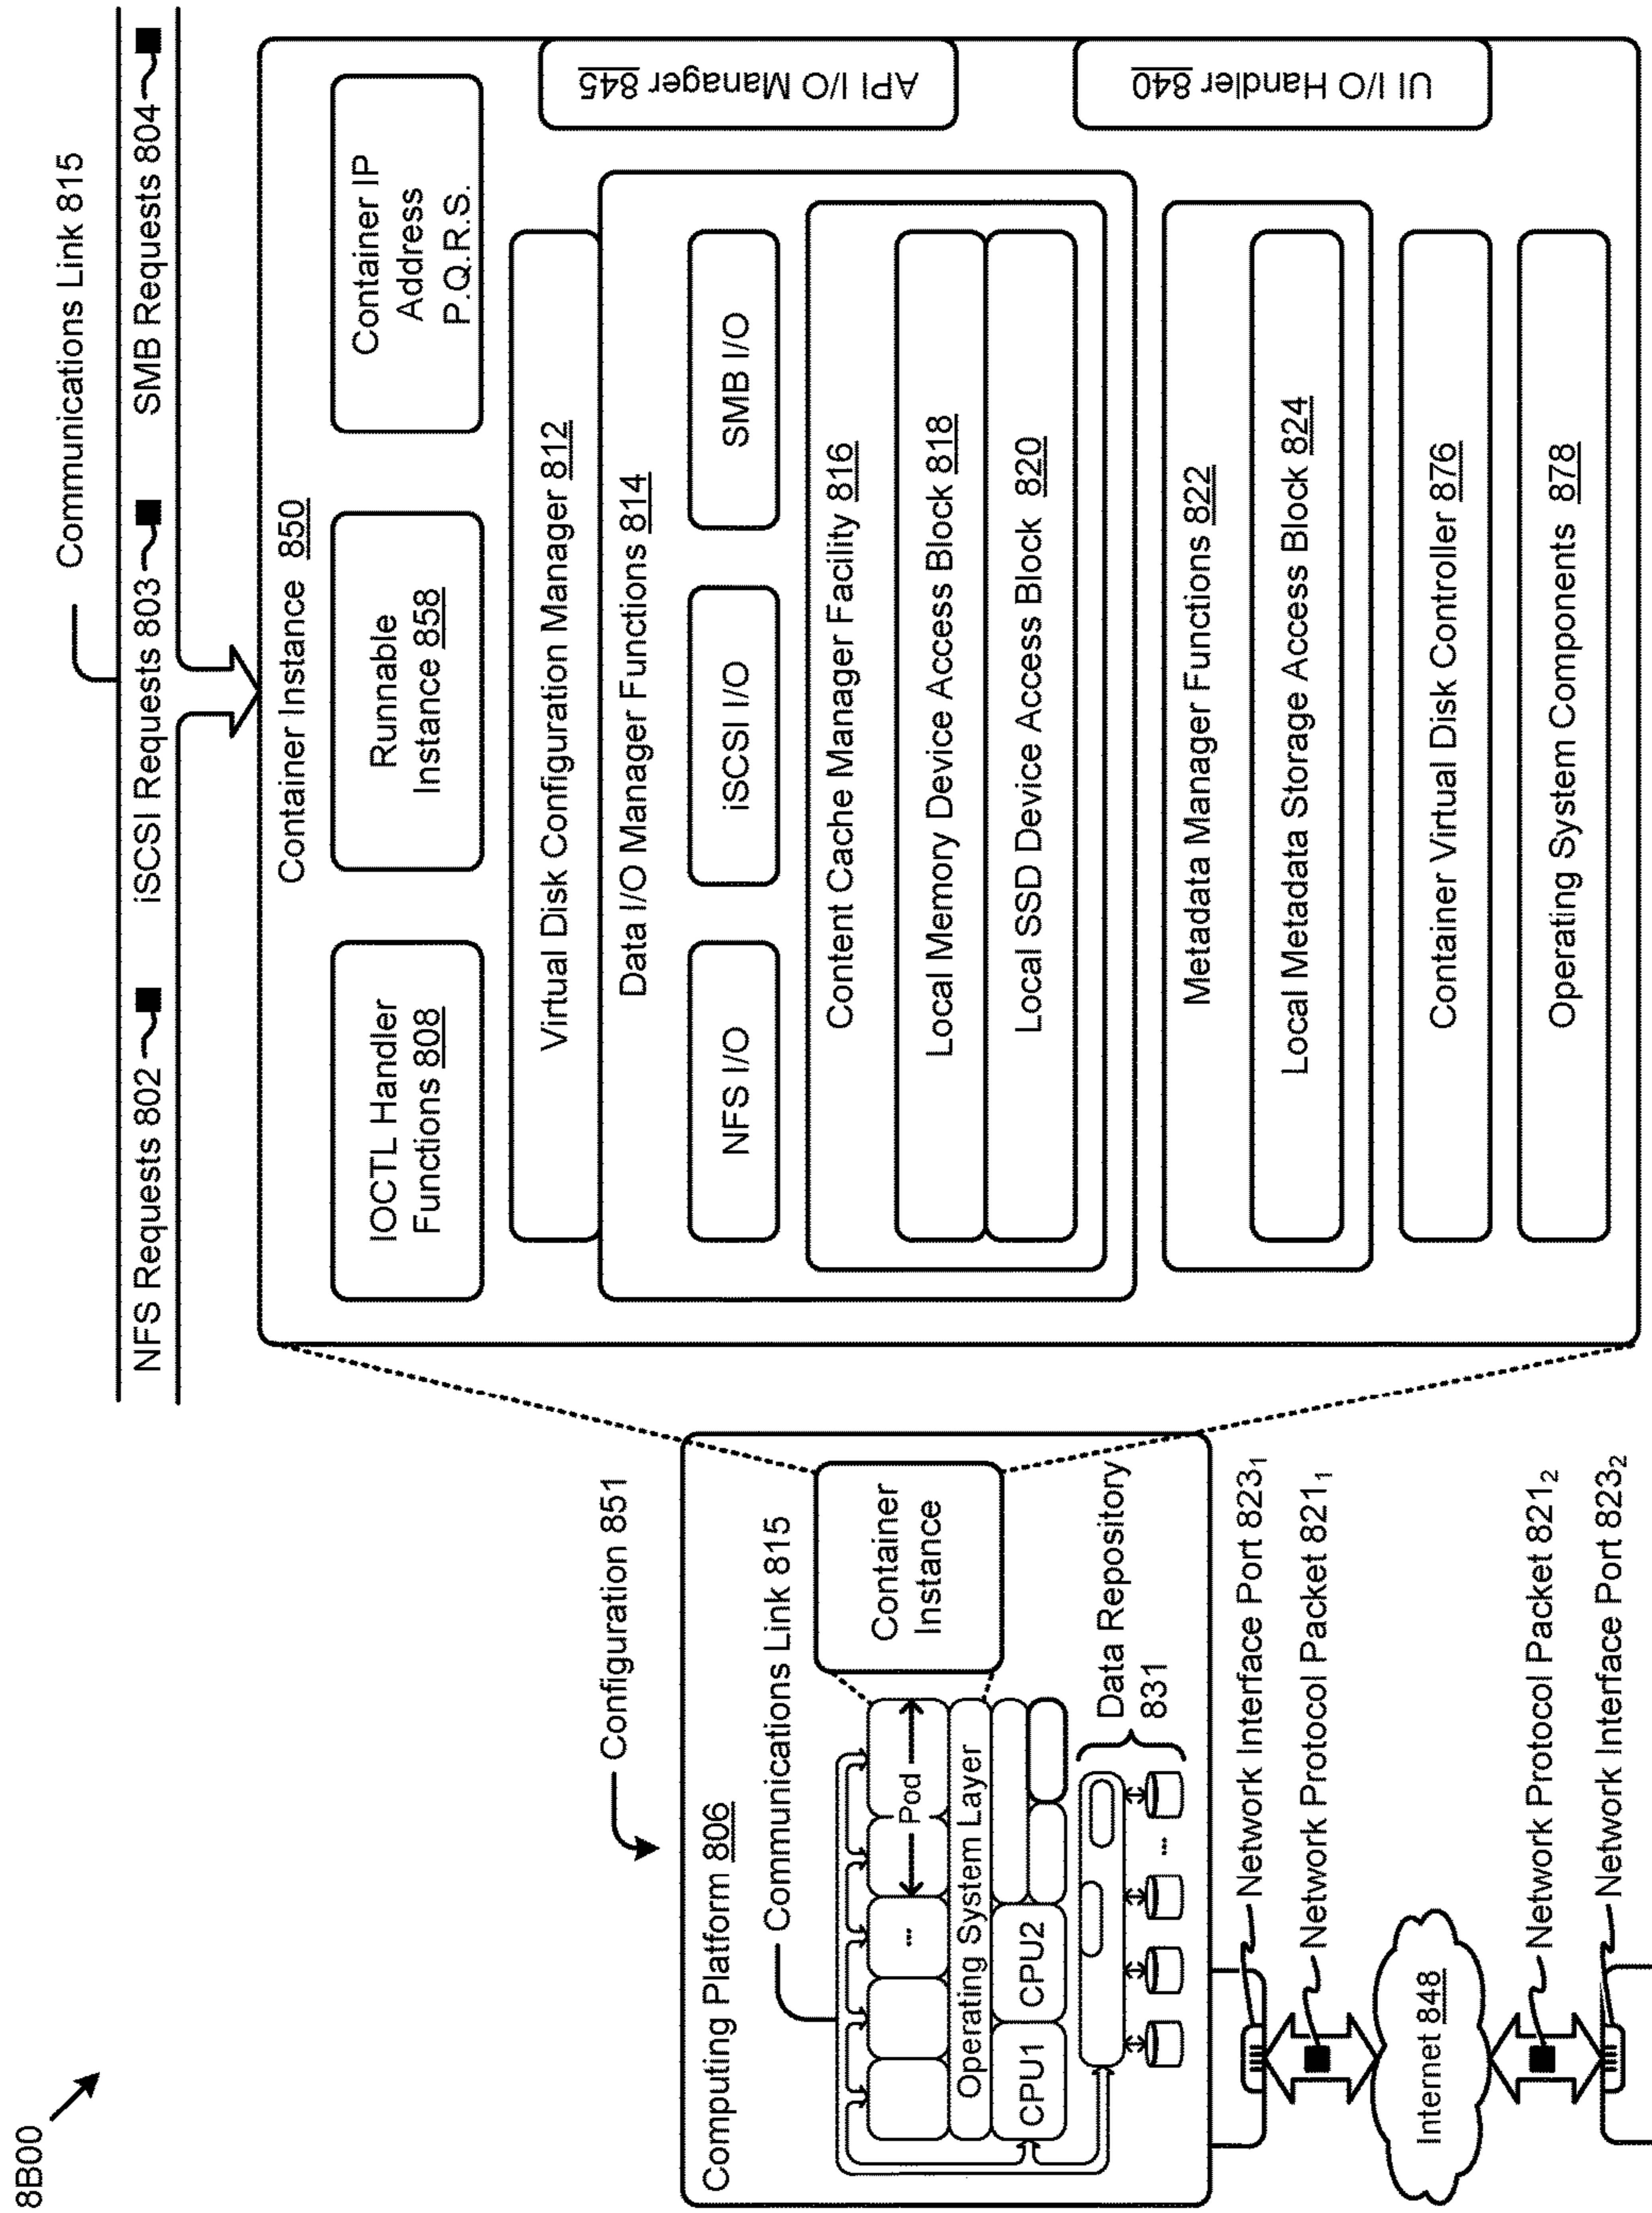 8B00
Communications Link 815
NFS Requests 802
iSCSI Requests 803
SMB Requests 804
Configuration 851
Computing Platform 806
Communications Link 815
Pod
...
Operating System Layer
CPU1
CPU2
Container
Instance
Data Repository
831
...
Network Interface Port 823₁
Network Protocol Packet 821₁
Internet 848
Network Protocol Packet 821₂
Network Interface Port 823₂
Container Instance 850
IOCTL Handler
Functions 808
Runnable
Instance 858
Container IP
Address
P.Q.R.S.
Virtual Disk Configuration Manager 812
Data I/O Manager Functions 814
NFS I/O
iSCSI I/O
SMB I/O
Content Cache Manager Facility 816
Local Memory Device Access Block 818
Local SSD Device Access Block 820
Metadata Manager Functions 822
Local Metadata Storage Access Block 824
Container Virtual Disk Controller 876
Operating System Components 878
API I/O Manager 845
UI I/O Handler 840